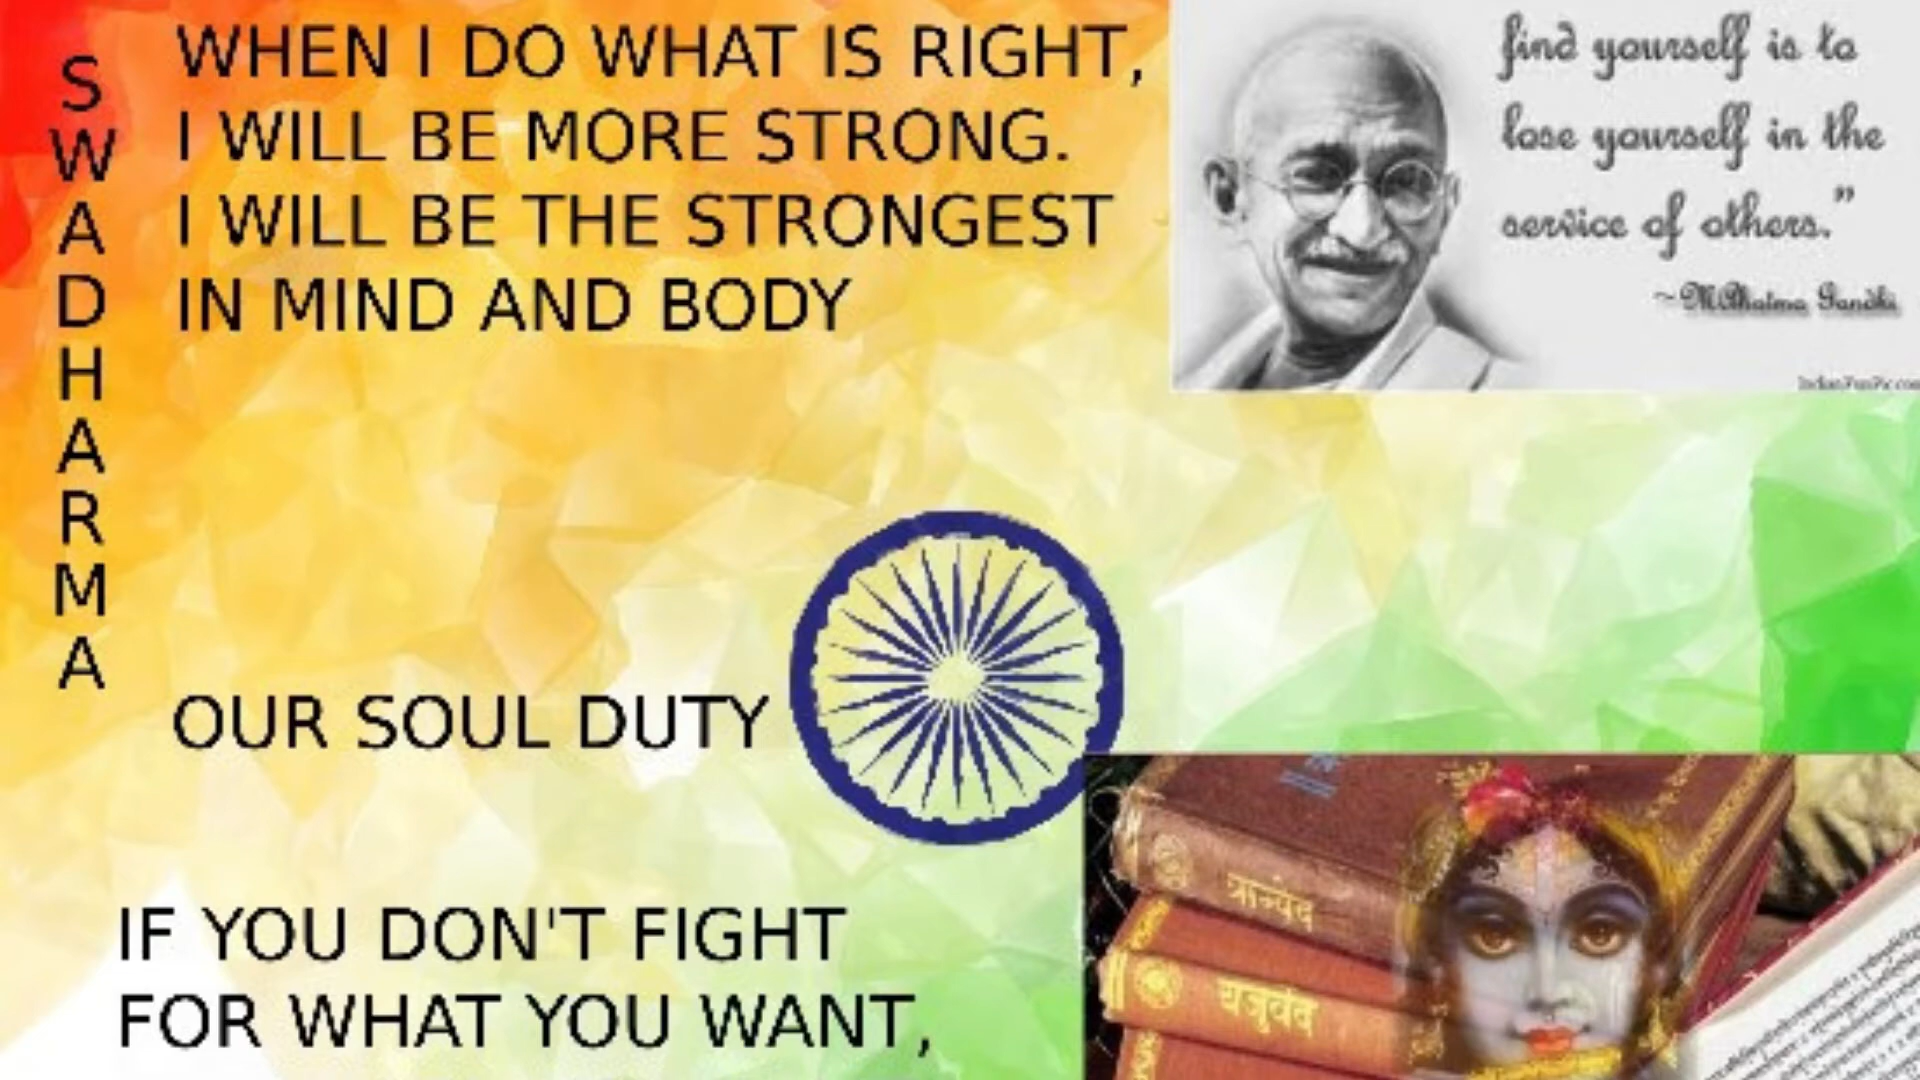 S
W
A
D
H
A
R
M
A
WHEN I DO WHAT IS RIGHT,
I WILL BE MORE STRONG.
I WILL BE THE STRONGEST
IN MIND AND BODY
find yourself is to
lose yourself in the
service of others.”
~Mahatma Gandhi
IndianFunPic.com
OUR SOUL DUTY
IF YOU DON'T FIGHT
FOR WHAT YOU WANT,
ऋग्वेद
यजुर्वेद